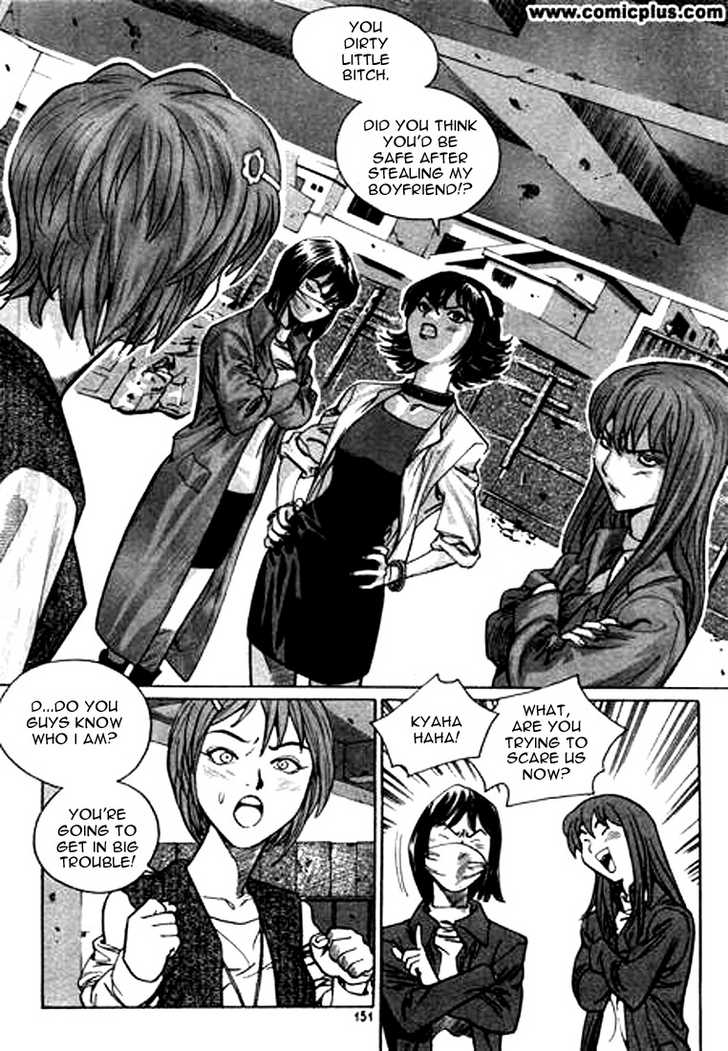 www.comicplus.com
YOU
DIRTY
LITTLE
BITCH.
DID YOU THINK
YOU'D BE
SAFE AFTER
STEALING MY
BOYFRIEND!?
D...DO YOU
GUYS KNOW
WHO I AM?
YOU'RE
GOING TO
GET IN BIG
TROUBLE!
KYAHA
HAHA!
WHAT,
ARE YOU
TRYING TO
SCARE US
NOW?
151